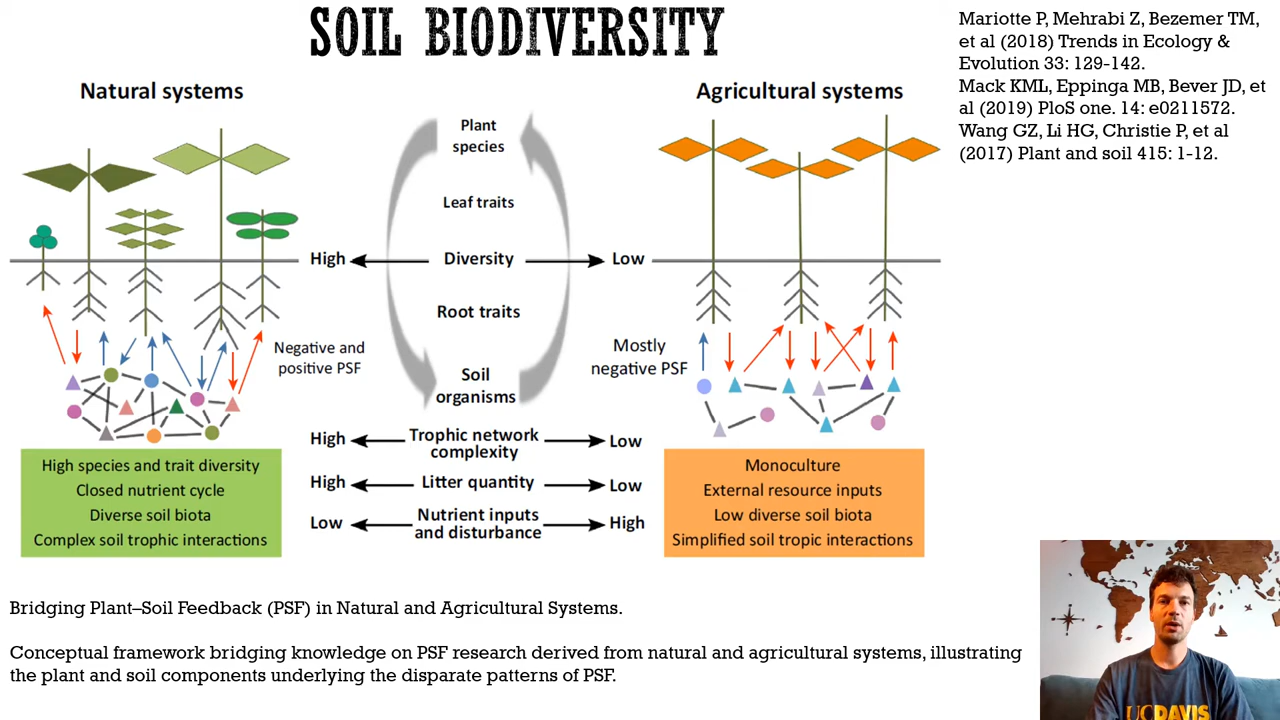 SOIL BIODIVERSITY
Mariotte P, Mehrabi Z, Bezemer TM,
et al (2018) Trends in Ecology &
Evolution 33: 129-142.
Mack KML, Eppinga MB, Bever JD, et
al (2019) PloS one. 14: e0211572.
Wang GZ, Li HG, Christie P, et al
(2017) Plant and soil 415: 1-12.
Natural systems
Agricultural systems
Plant
species
Leaf traits
High
Diversity
Low
Root traits
Negative and
positive PSF
Mostly
negative PSF
Soil
organisms
High
Trophic network
complexity
Low
High
Litter quantity
Low
Low
Nutrient inputs
and disturbance
High
High species and trait diversity
Closed nutrient cycle
Diverse soil biota
Complex soil trophic interactions
Monoculture
External resource inputs
Low diverse soil biota
Simplified soil tropic interactions
Bridging Plant–Soil Feedback (PSF) in Natural and Agricultural Systems.
Conceptual framework bridging knowledge on PSF research derived from natural and agricultural systems, illustrating
the plant and soil components underlying the disparate patterns of PSF.
UC DAVIS